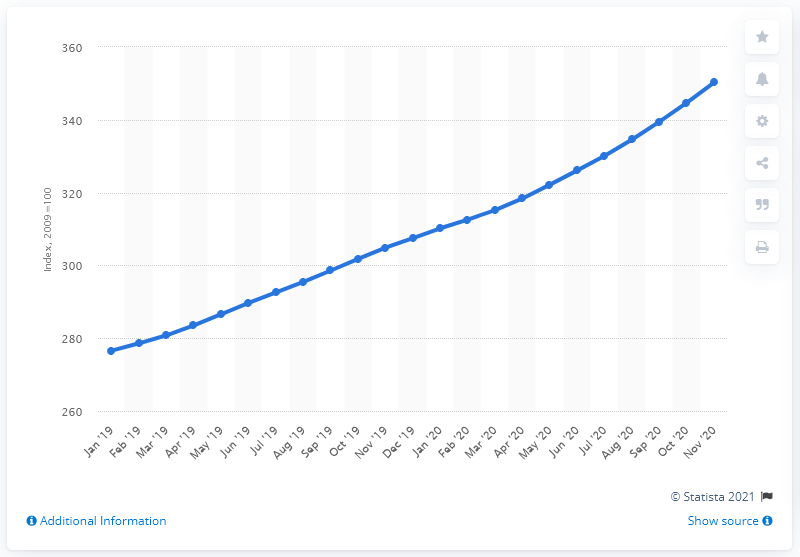 360
340
320
300
280
260
Index, 2009=100
Jan '19
Feb '19
Mar '19
Apr '19
May '19
Jun '19
Jul '19
Aug '19
Sep '19
Oct '19
Nov '19
Dec '19
Jan '20
Feb '20
Mar '20
Apr '20
May '20
Jun '20
Jul '20
Aug '20
Sep '20
Oct '20
Nov '20
© Statista 2021
Additional Information
Show source